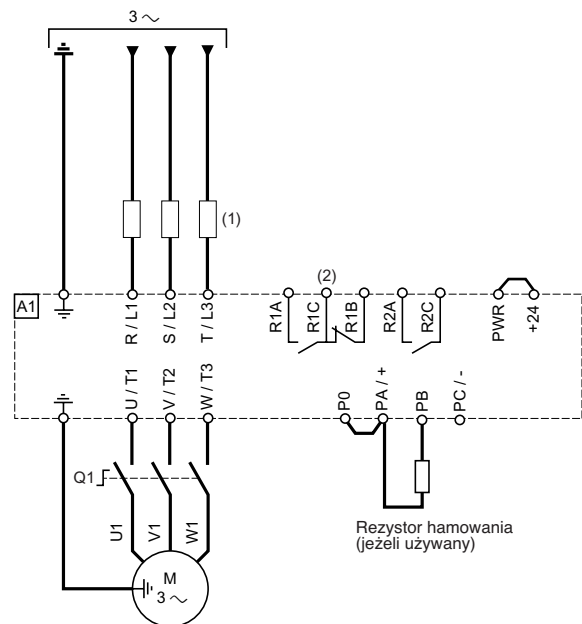 3 ~
(1)
(2)
A1
R / L1
S / L2
T / L3
R1A
R1C
R1B
R2A
R2C
PWR
+24
U / T1
V / T2
W / T3
P0
PA / +
PB
PC / -
Q1
U1
V1
W1
M
3 ~
Rezystor hamowania
(jeżeli używany)